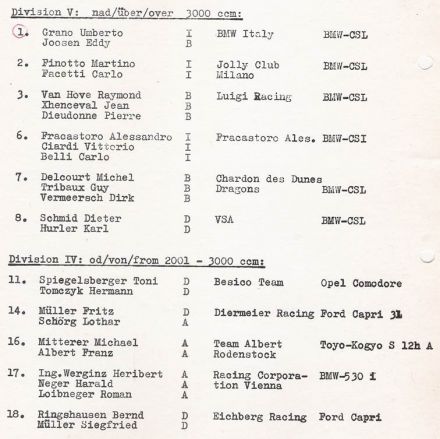 Division V: nad/über/over 3000 ccm:
1. Grano Umberto I BMW Italy BMW-CSL
Joosen Eddy B
2. Finotto Martino I Jolly Club BMW-CSL
Facetti Carlo I Milano
3. Van Hove Raymond B Luigi Racing BMW-CSL
Xhenceval Jean B
Dieudonne Pierre B
6. Fracastoro Alessandro I Fracastoro Ales. BMW-CSI
Ciardi Vittorio I
Belli Carlo I
7. Delcourt Michel B Chardon des Dunes
Tribaux Guy B Dragons BMW-CSL
Vermeersch Dirk B
8. Schmid Dieter D VSA BMW-CSL
Hurler Karl D
Division IV: od/von/from 2001 - 3000 ccm:
11. Spiegelsberger Toni D Besico Team Opel Comodore
Tomczyk Hermann D
14. Müller Fritz D Diermeier Racing Ford Capri 3L
Schörg Lothar A
16. Mitterer Michael A Team Albert Toyo-Kogyo S 12h A
Albert Franz A Rodenstock
17. Ing.Werginz Heribert A Racing Corpora- BMW-530 i
Neger Harald A tion Vienna
Loibneger Roman A
18. Ringshausen Bernd D Eichberg Racing Ford Capri
Müller Siegfried D